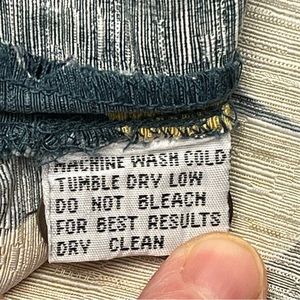 MACHINE WASH COLD
TUMBLE DRY LOW
DO NOT BLEACH
FOR BEST RESULTS
DRY CLEAN